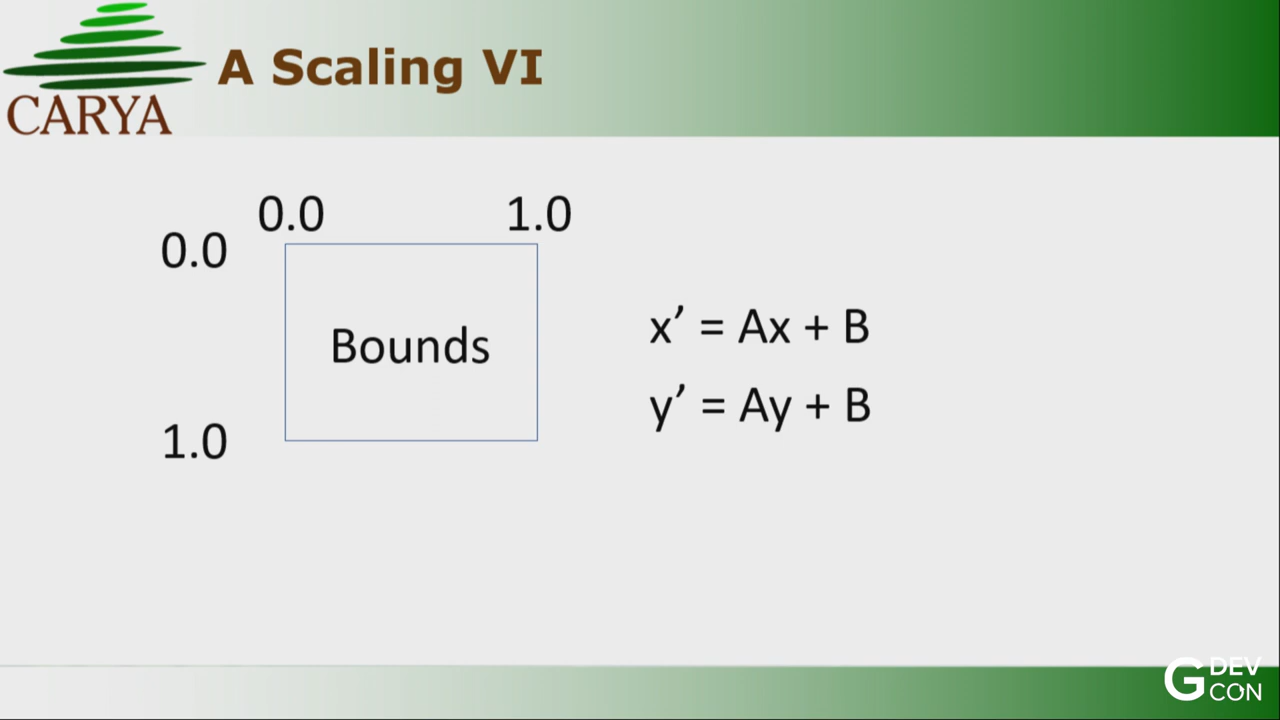 CARYA
A Scaling VI
0.0 1.0
0.0
Bounds
1.0
x’ = Ax + B
y’ = Ay + B
G DEV
CON